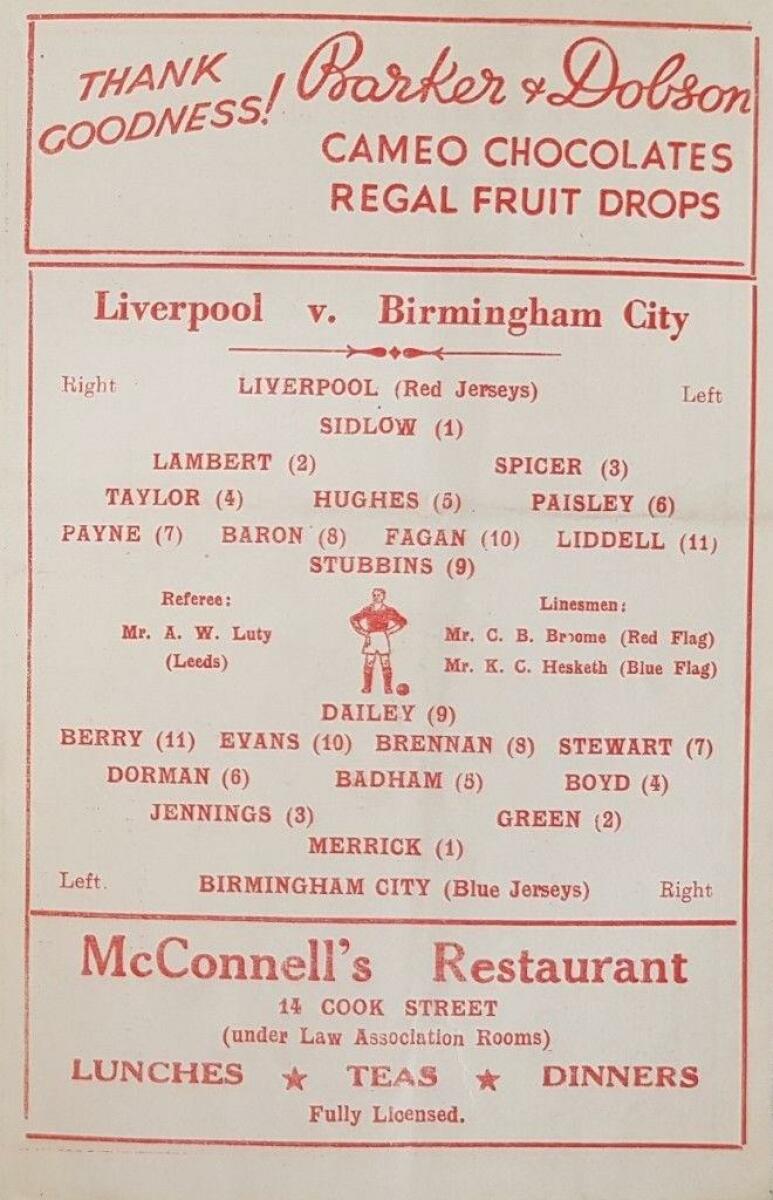 THANK GOODNESS!
Barker & Dobson
CAMEO CHOCOLATES
REGAL FRUIT DROPS
Liverpool v. Birmingham City
Right LIVERPOOL (Red Jerseys) Left
SIDLOW (1)
LAMBERT (2) SPICER (3)
TAYLOR (4) HUGHES (5) PAISLEY (6)
PAYNE (7) BARON (8) FAGAN (10) LIDDELL (11)
STUBBINS (9)
Referee: Linesmen:
Mr. A. W. Luty Mr. C. B. Broome (Red Flag)
(Leeds) Mr. K. C. Hesketh (Blue Flag)
DAILEY (9)
BERRY (11) EVANS (10) BRENNAN (8) STEWART (7)
DORMAN (6) BADHAM (5) BOYD (4)
JENNINGS (3) GREEN (2)
MERRICK (1)
Left. BIRMINGHAM CITY (Blue Jerseys) Right
McConnell's Restaurant
14 COOK STREET
(under Law Association Rooms)
LUNCHES ★ TEAS ★ DINNERS
Fully Licensed.